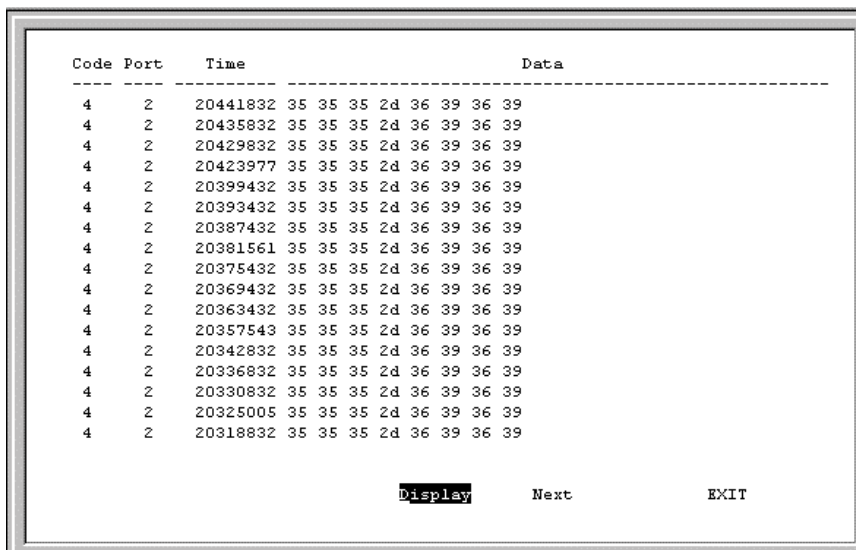 Code Port Time Data
---- ---- ---------- ------------------------------------------------------
4 2 20441832 35 35 35 2d 36 39 36 39
4 2 20435832 35 35 35 2d 36 39 36 39
4 2 20429832 35 35 35 2d 36 39 36 39
4 2 20423977 35 35 35 2d 36 39 36 39
4 2 20399432 35 35 35 2d 36 39 36 39
4 2 20393432 35 35 35 2d 36 39 36 39
4 2 20387432 35 35 35 2d 36 39 36 39
4 2 20381561 35 35 35 2d 36 39 36 39
4 2 20375432 35 35 35 2d 36 39 36 39
4 2 20369432 35 35 35 2d 36 39 36 39
4 2 20363432 35 35 35 2d 36 39 36 39
4 2 20357543 35 35 35 2d 36 39 36 39
4 2 20342832 35 35 35 2d 36 39 36 39
4 2 20336832 35 35 35 2d 36 39 36 39
4 2 20330832 35 35 35 2d 36 39 36 39
4 2 20325005 35 35 35 2d 36 39 36 39
4 2 20318832 35 35 35 2d 36 39 36 39
Display Next EXIT